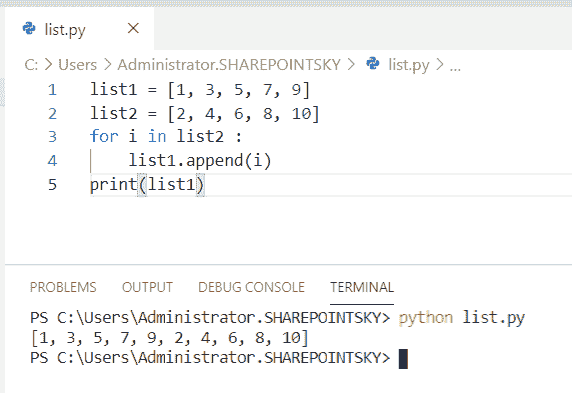 list.py ×
C: > Users > Administrator.SHAREPOINTSKY > list.py > ...
1 list1 = [1, 3, 5, 7, 9]
2 list2 = [2, 4, 6, 8, 10]
3 for i in list2 :
4     list1.append(i)
5 print(list1)
PROBLEMS OUTPUT DEBUG CONSOLE TERMINAL
PS C:\Users\Administrator.SHAREPOINTSKY> python list.py
[1, 3, 5, 7, 9, 2, 4, 6, 8, 10]
PS C:\Users\Administrator.SHAREPOINTSKY>